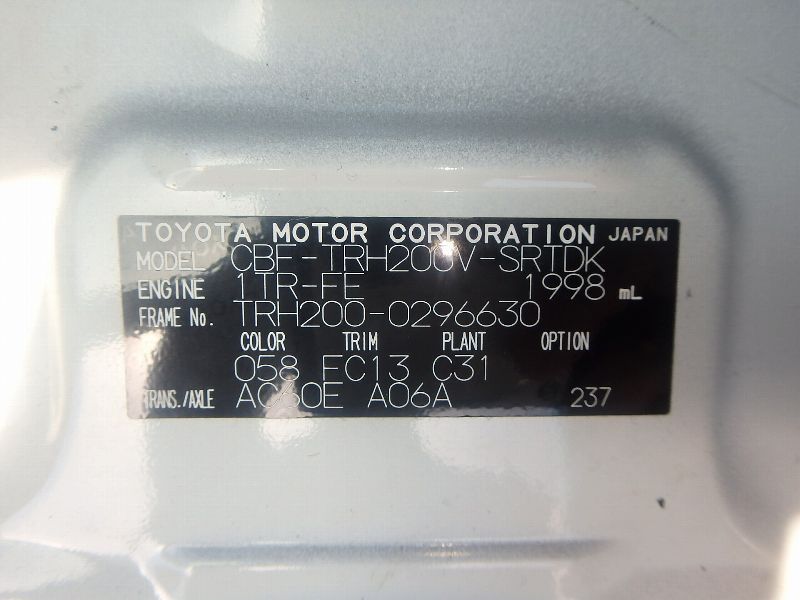 TOYOTA MOTOR CORPORATION JAPAN
MODEL CBF-TRH200V-SRTDK
ENGINE 1TR-FE 1998 mL
FRAME No. TRH200-0296630
COLOR TRIM PLANT OPTION
058 FC13 C31
TRANS./AXLE AC60E A06A 237